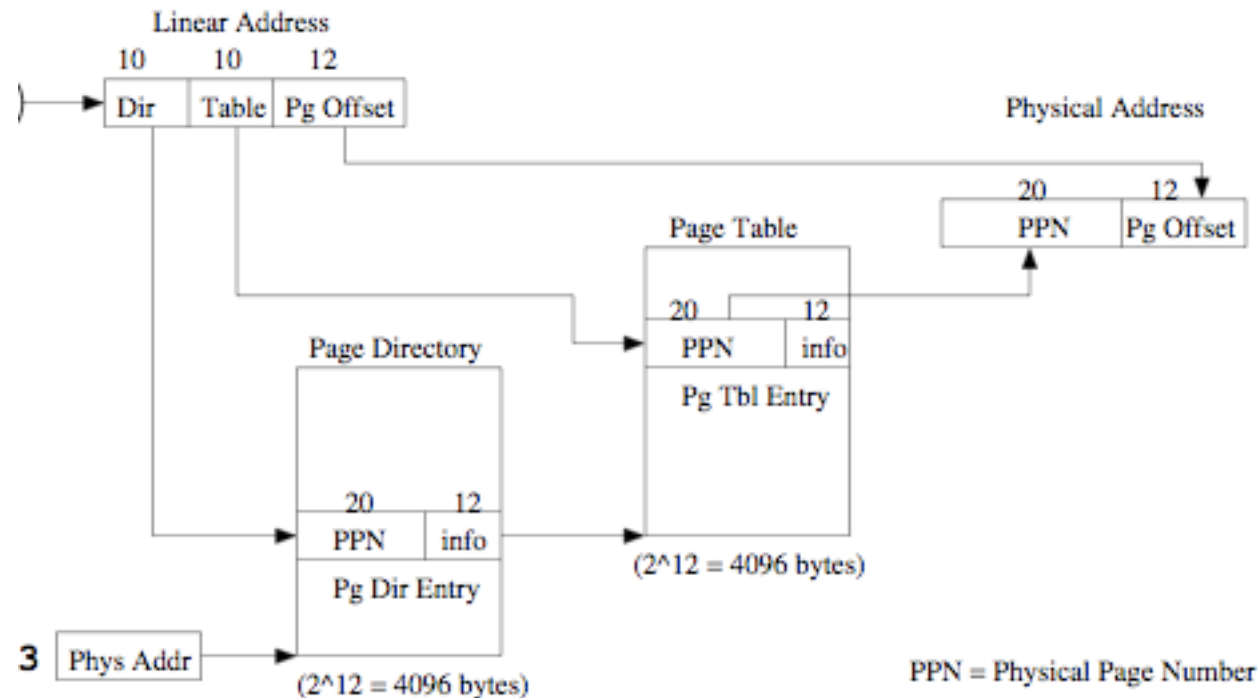 Linear Address
10 10 12
) Dir Table Pg Offset
Physical Address
20 12
PPN Pg Offset
Page Table
20 12
PPN info
Pg Tbl Entry
(2^12 = 4096 bytes)
Page Directory
20 12
PPN info
Pg Dir Entry
3 Phys Addr
(2^12 = 4096 bytes)
PPN = Physical Page Number